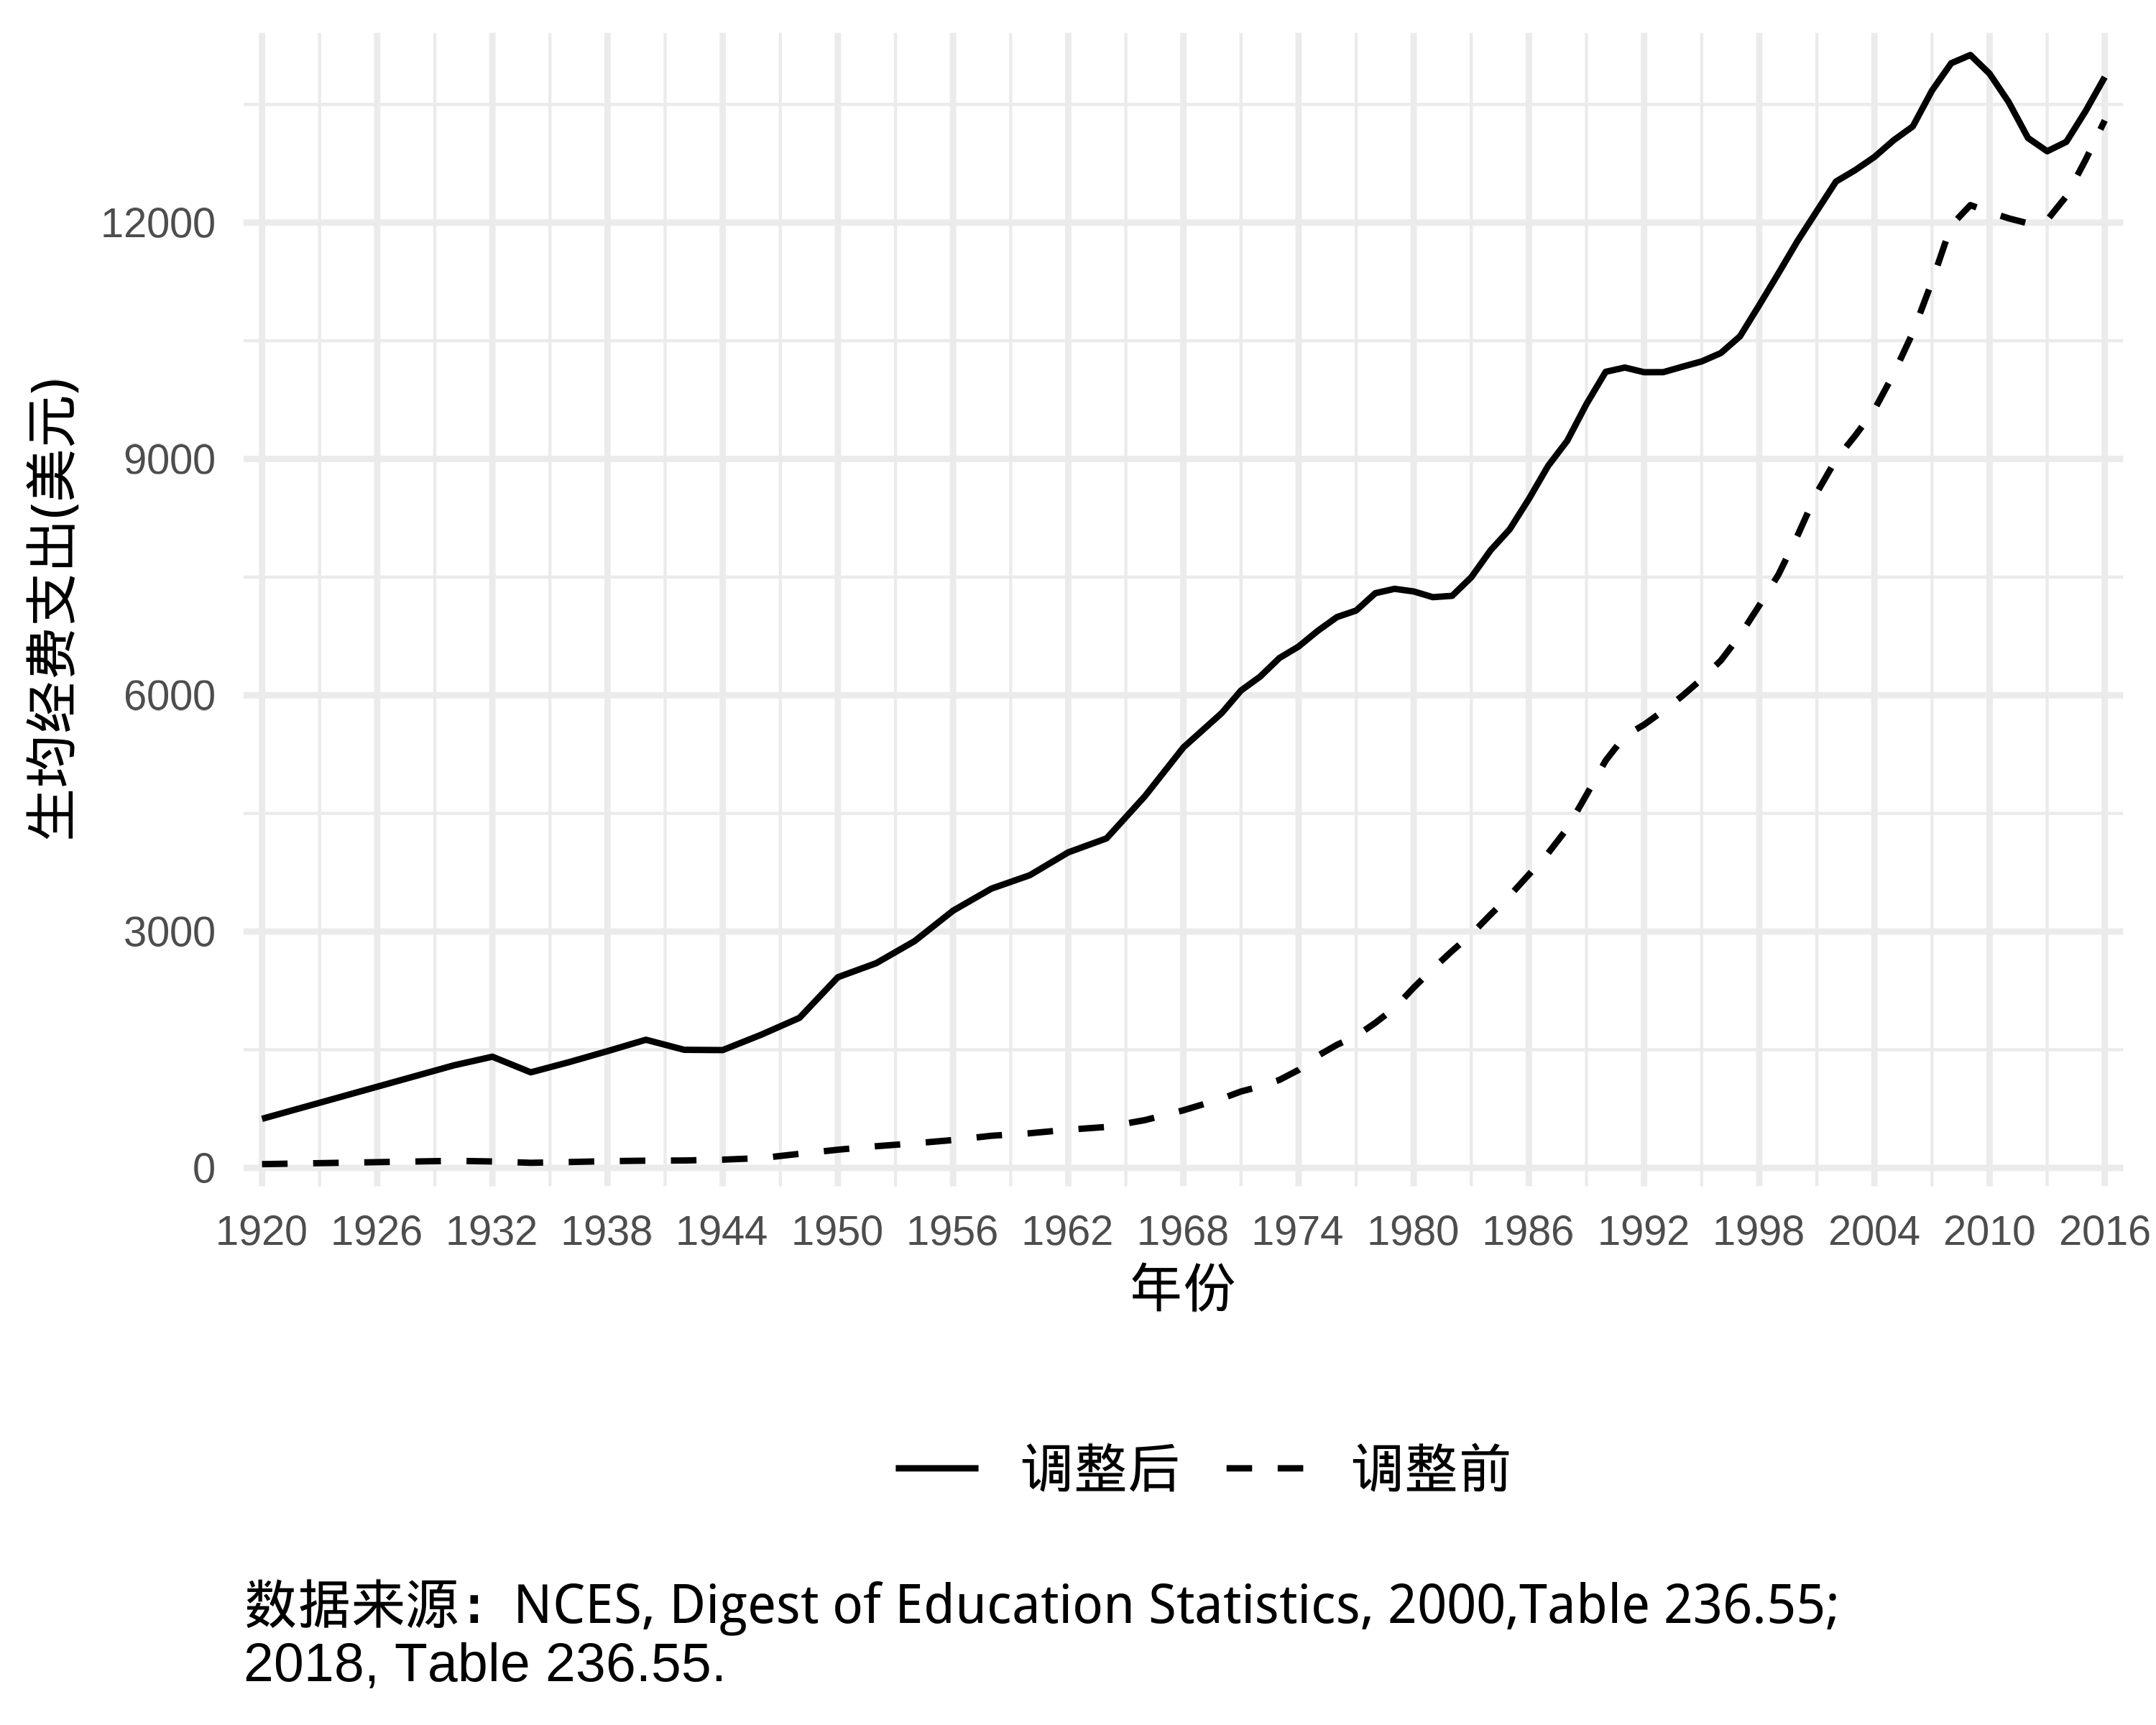 生均经费支出(美元)
12000
9000
6000
3000
0
1920 1926 1932 1938 1944 1950 1956 1962 1968 1974 1980 1986 1992 1998 2004 2010 2016
年份
调整后 调整前
数据来源：NCES, Digest of Education Statistics, 2000,Table 236.55;
2018, Table 236.55.